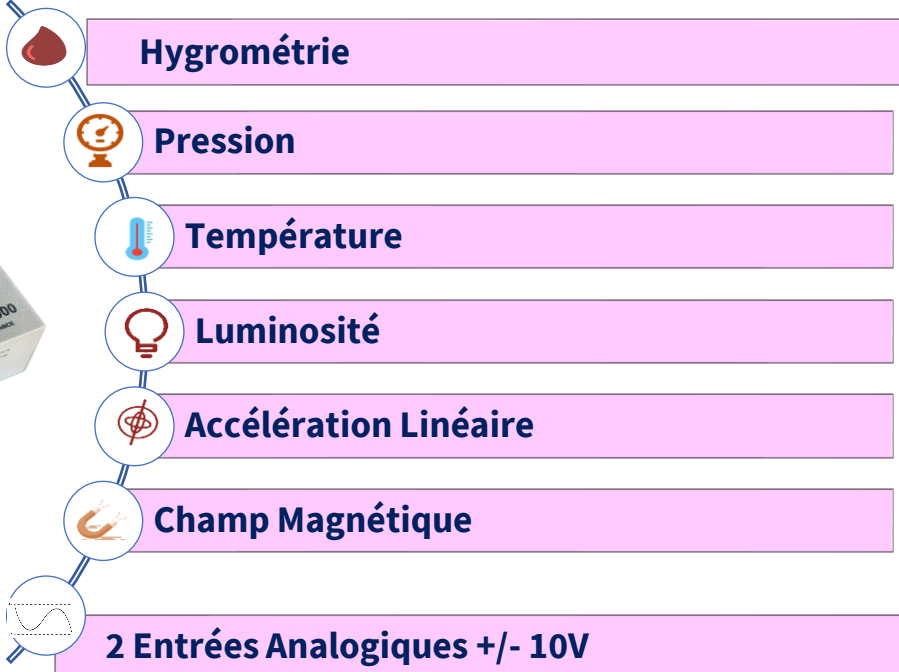 Hygrométrie
Pression
Température
Luminosité
Accélération Linéaire
Champ Magnétique
2 Entrées Analogiques +/- 10V